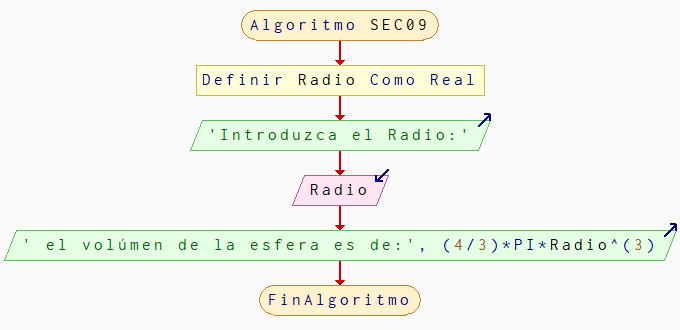 Algoritmo SEC09
Definir Radio Como Real
'Introduzca el Radio:'
Radio
' el volúmen de la esfera es de:', (4/3)*PI*Radio^(3)
FinAlgoritmo